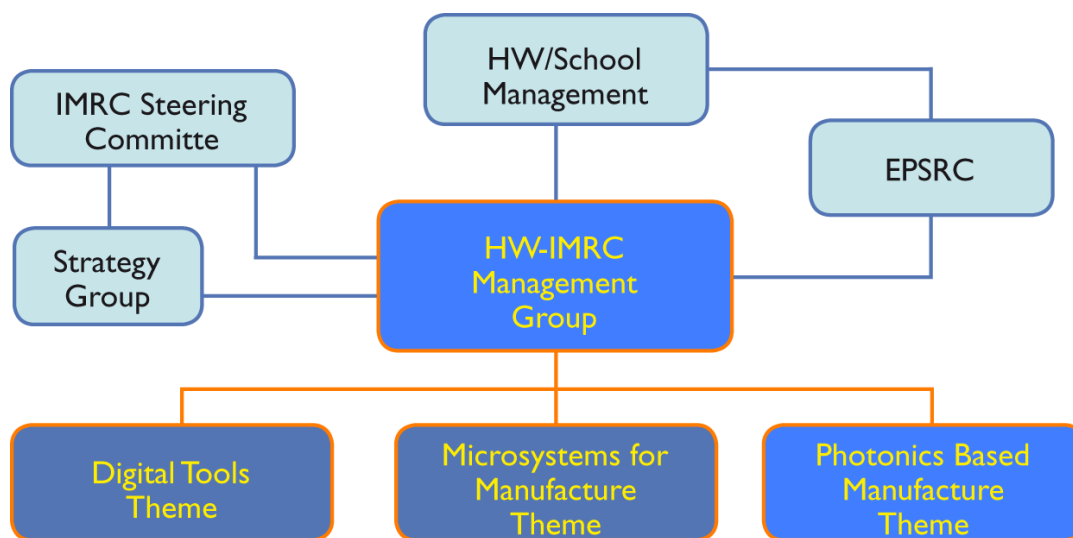 HW/School
Management
IMRC Steering
Committe
EPSRC
Strategy
Group
HW-IMRC
Management
Group
Digital Tools
Theme
Microsystems for
Manufacture
Theme
Photonics Based
Manufacture
Theme